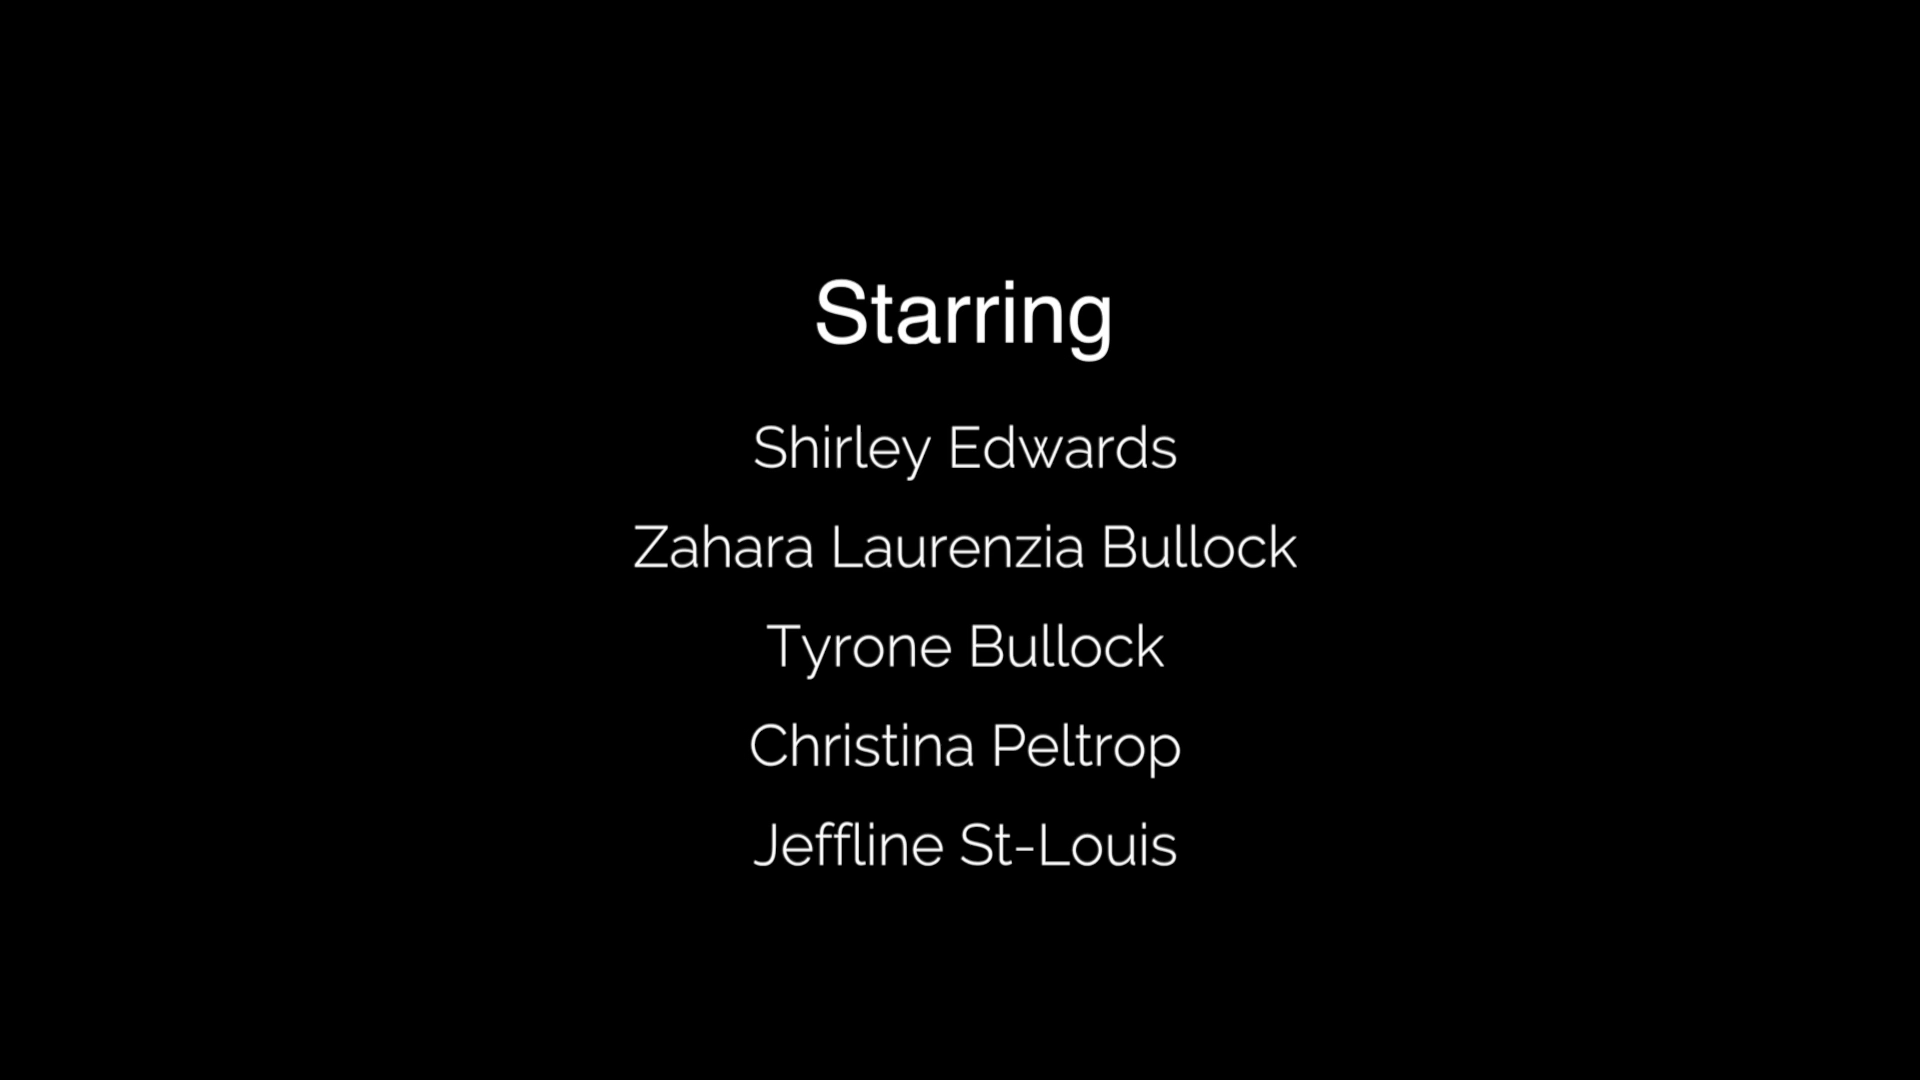 Starring
Shirley Edwards
Zahara Laurenzia Bullock
Tyrone Bullock
Christina Peltrop
Jeffline St-Louis